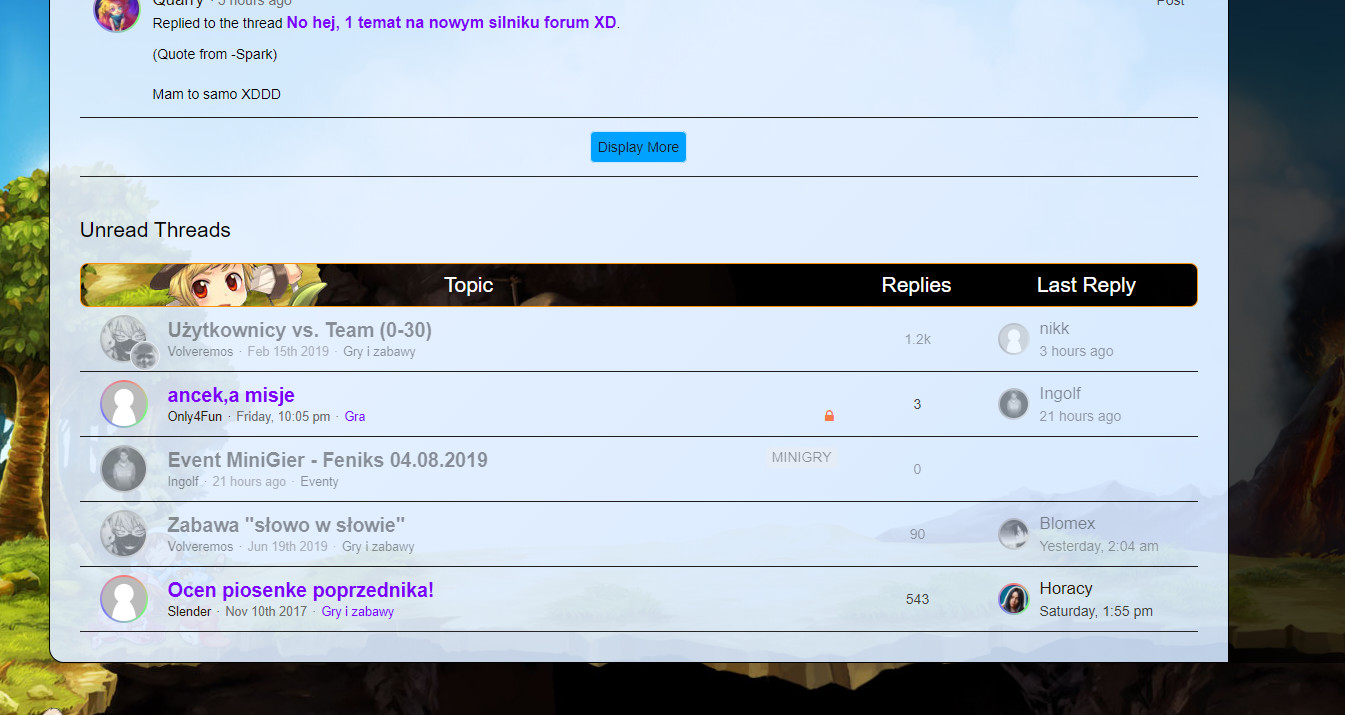 Quarry · 3 hours ago
Post
Replied to the thread No hej, 1 temat na nowym silniku forum XD.
(Quote from -Spark)
Mam to samo XDDD
Display More
Unread Threads
Topic Replies Last Reply
Użytkownicy vs. Team (0-30)
Volveremos · Feb 15th 2019 · Gry i zabawy
1.2k
nikk
3 hours ago
ancek,a misje
Only4Fun · Friday, 10:05 pm · Gra
3
Ingolf
21 hours ago
Event MiniGier - Feniks 04.08.2019
Ingolf · 21 hours ago · Eventy
MINIGRY
0
Zabawa "słowo w słowie"
Volveremos · Jun 19th 2019 · Gry i zabawy
90
Blomex
Yesterday, 2:04 am
Ocen piosenke poprzednika!
Slender · Nov 10th 2017 · Gry i zabawy
543
Horacy
Saturday, 1:55 pm